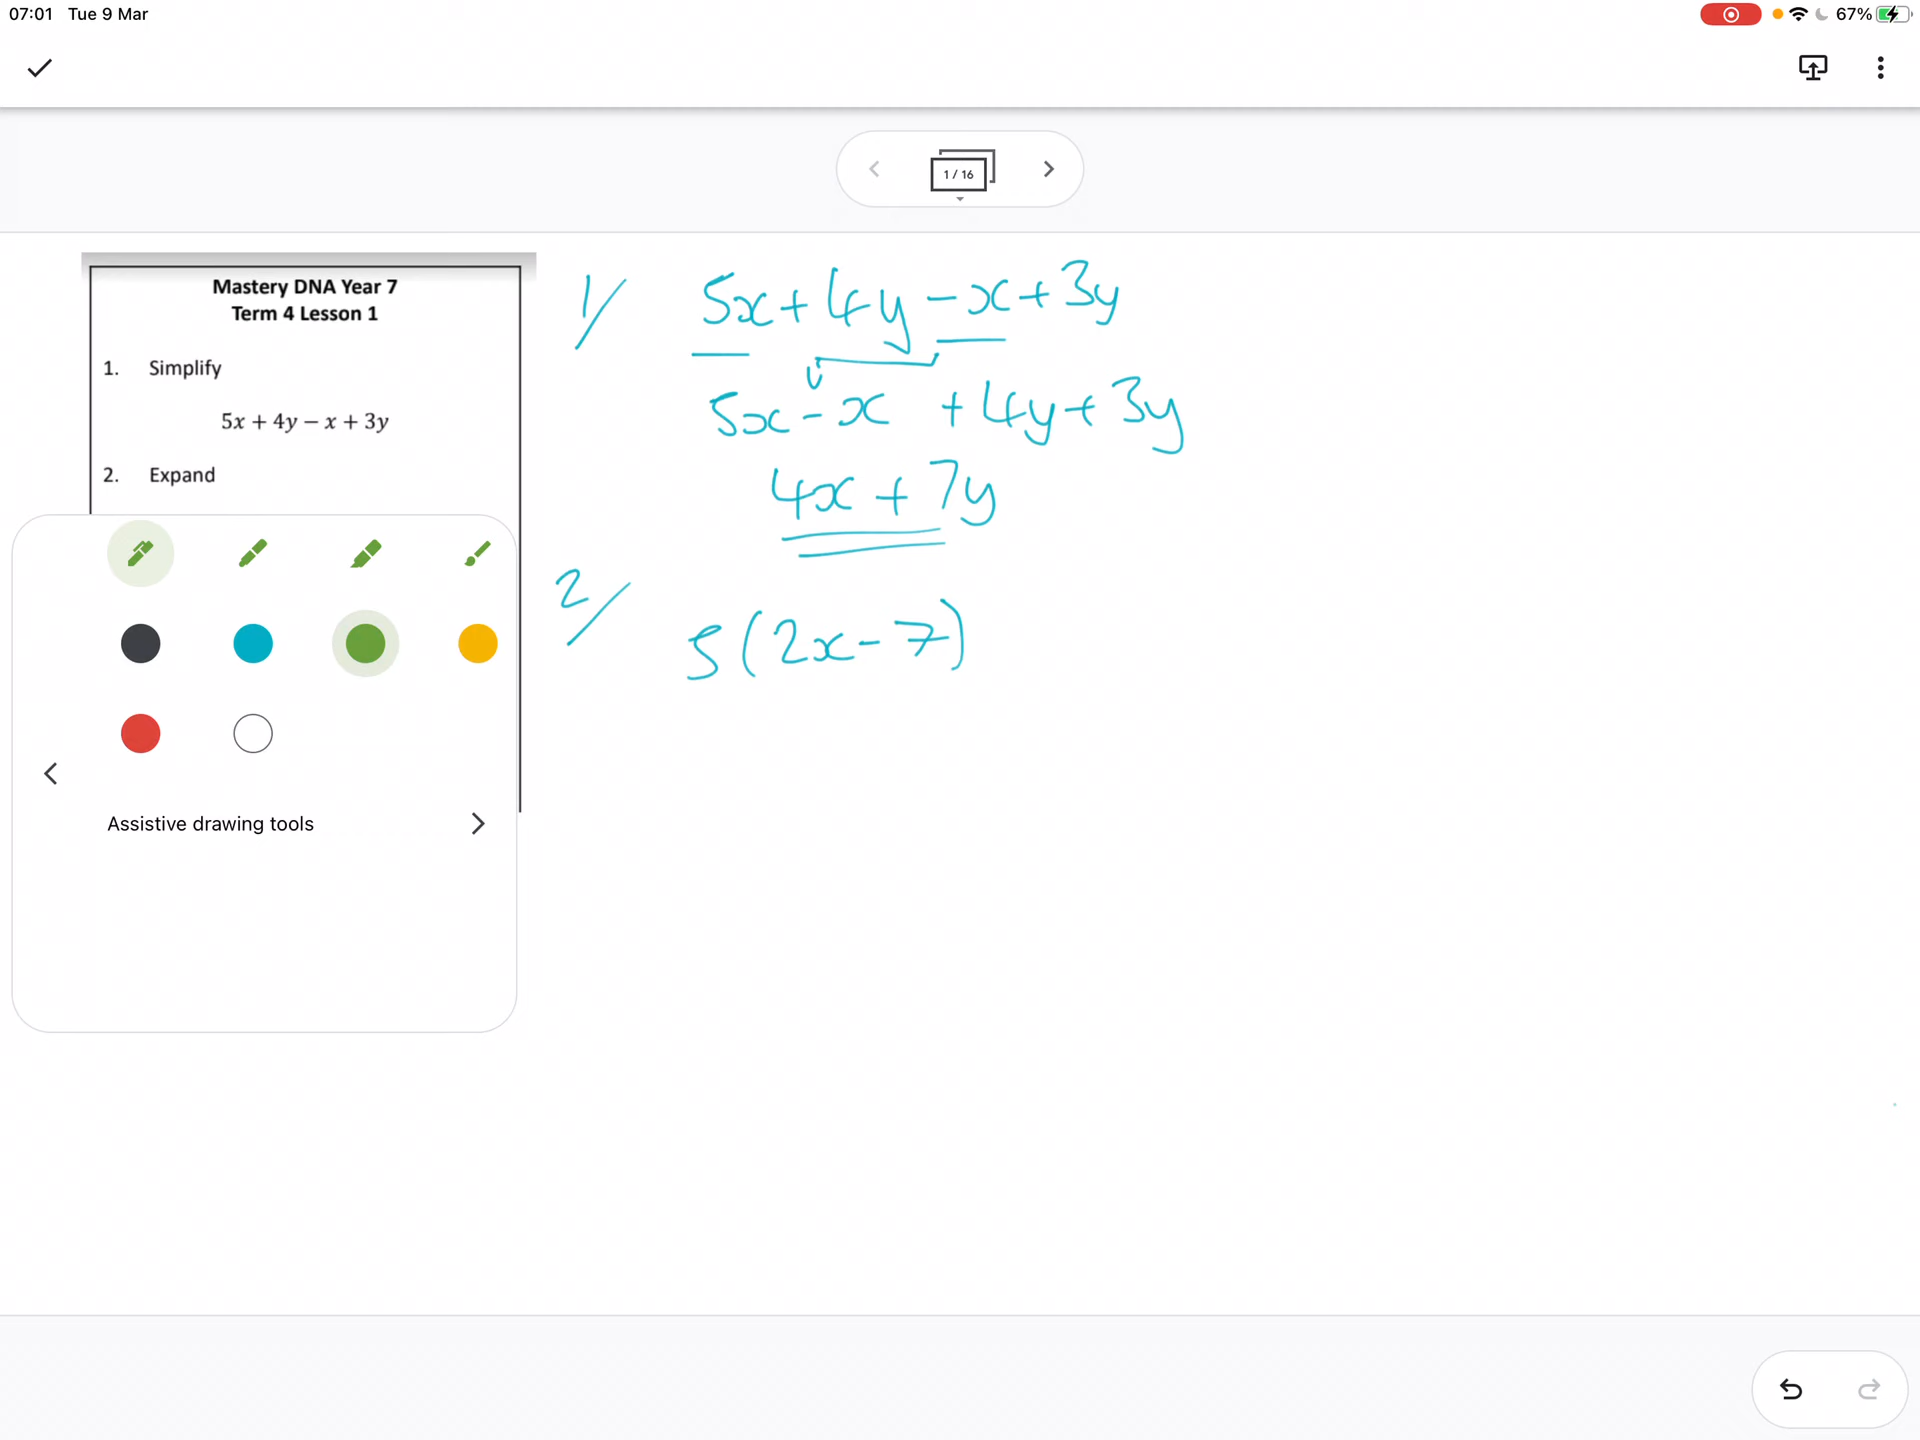 07:01 Tue 9 Mar
67%
1 / 16
Mastery DNA Year 7
Term 4 Lesson 1
1. Simplify
5x + 4y − x + 3y
2. Expand
Assistive drawing tools
1/ 5x + 4y - x + 3y
5x - x + 4y + 3y
4x + 7y
2/ 5(2x - 7)